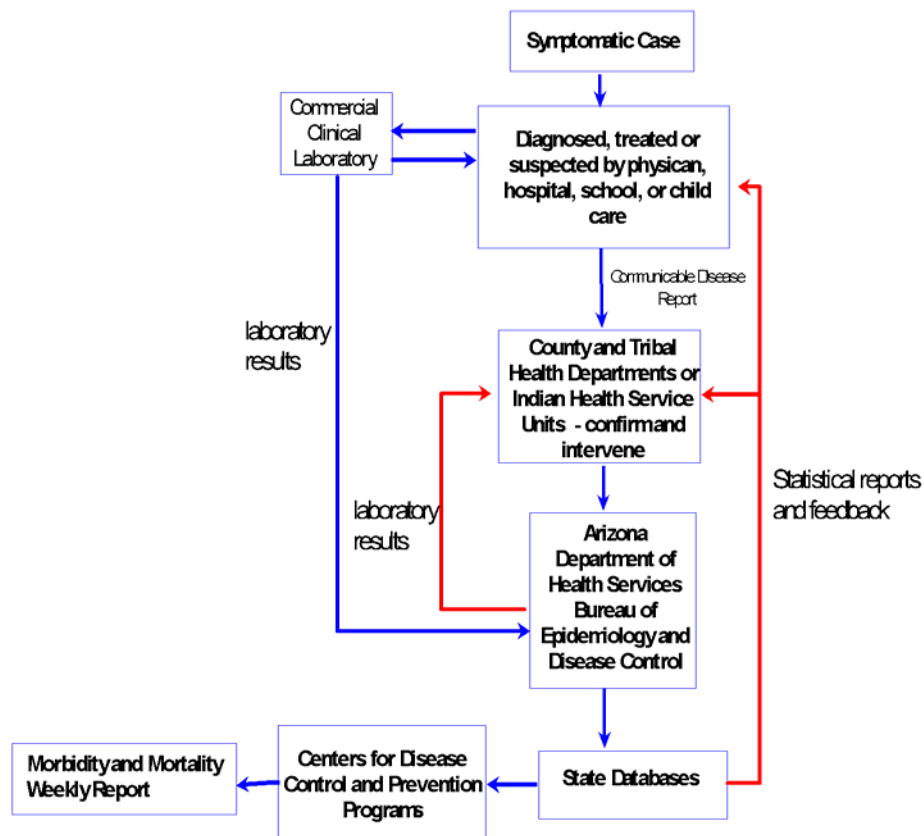 Symptomatic Case
Commercial
Clinical
Laboratory
Diagnosed, treated or
suspected by physican,
hospital, school, or child
care
Communicable Disease
Report
laboratory
results
County and Tribal
Health Departments or
Indian Health Service
Units - confirm and
intervene
Statistical reports
and feedback
laboratory
results
Arizona
Department of
Health Services
Bureau of
Epidemiology and
Disease Control
Morbidity and Mortality
Weekly Report
Centers for Disease
Control and Prevention
Programs
State Databases